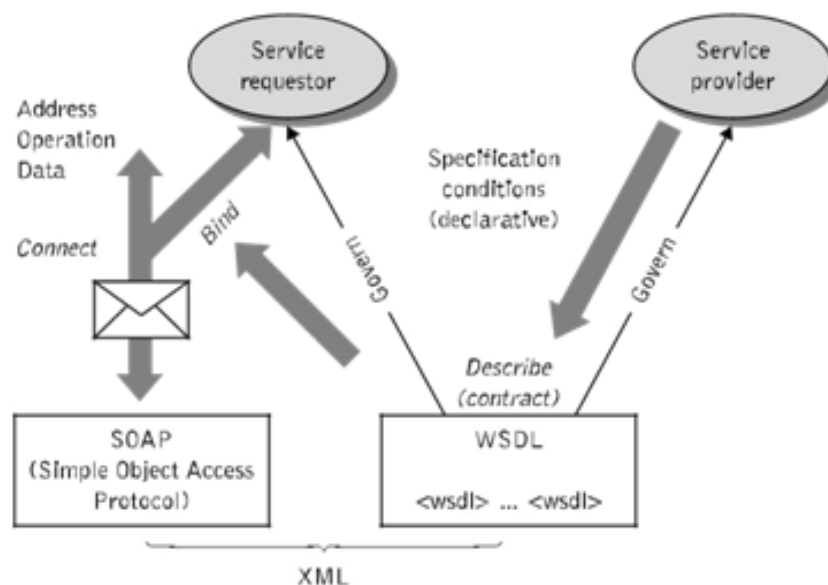 Service
requestor
Service
provider
Address
Operation
Data
Specification
conditions
(declarative)
Connect
Bind
Govern
Govern
Describe
(contract)
SOAP
(Simple Object Access
Protocol)
WSDL
<wsdl> ... <wsdl>
XML